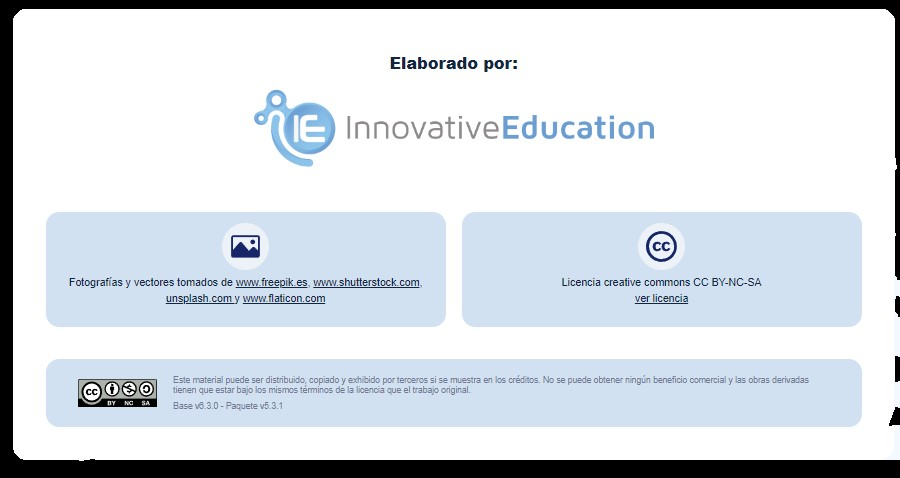 Elaborado por:
IE InnovativeEducation
Fotografías y vectores tomados de www.freepik.es, www.shutterstock.com,
unsplash.com y www.flaticon.com
cc
Licencia creative commons CC BY-NC-SA
ver licencia
cc BY NC SA
Este material puede ser distribuido, copiado y exhibido por terceros si se muestra en los créditos. No se puede obtener ningún beneficio comercial y las obras derivadas
tienen que estar bajo los mismos términos de la licencia que el trabajo original.
Base v6.3.0 - Paquete v5.3.1